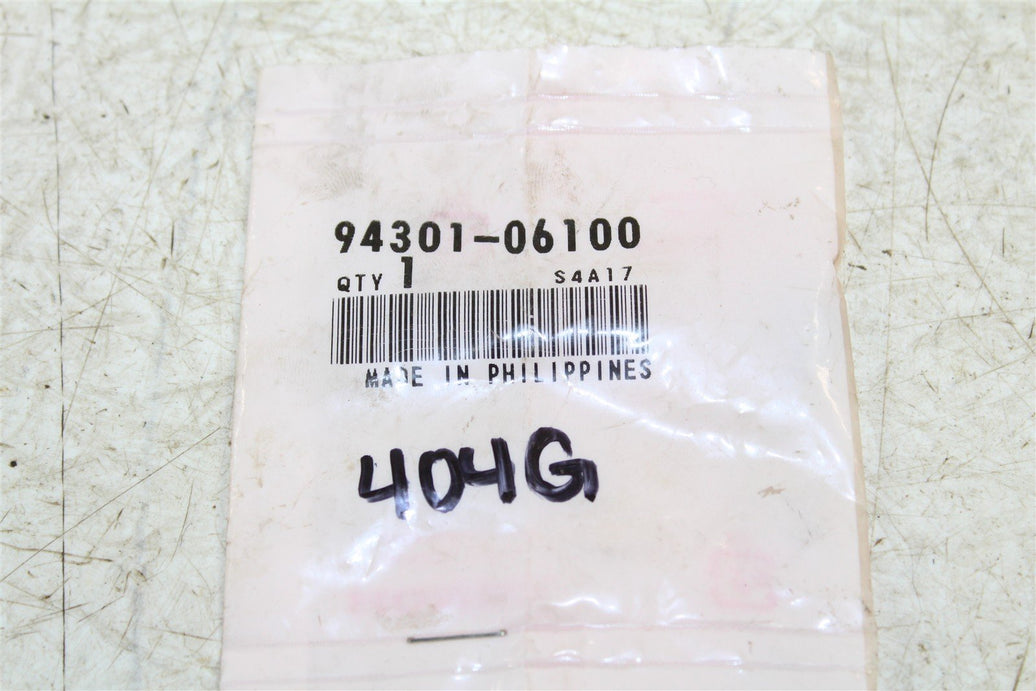 94301-06100
QTY 1 S4A17
MADE IN PHILIPPINES
404G